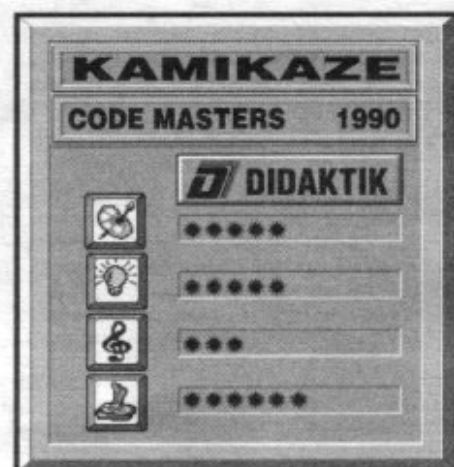 KAMIKAZE
CODE MASTERS 1990
DIDAKTIK
*****
*****
***
******